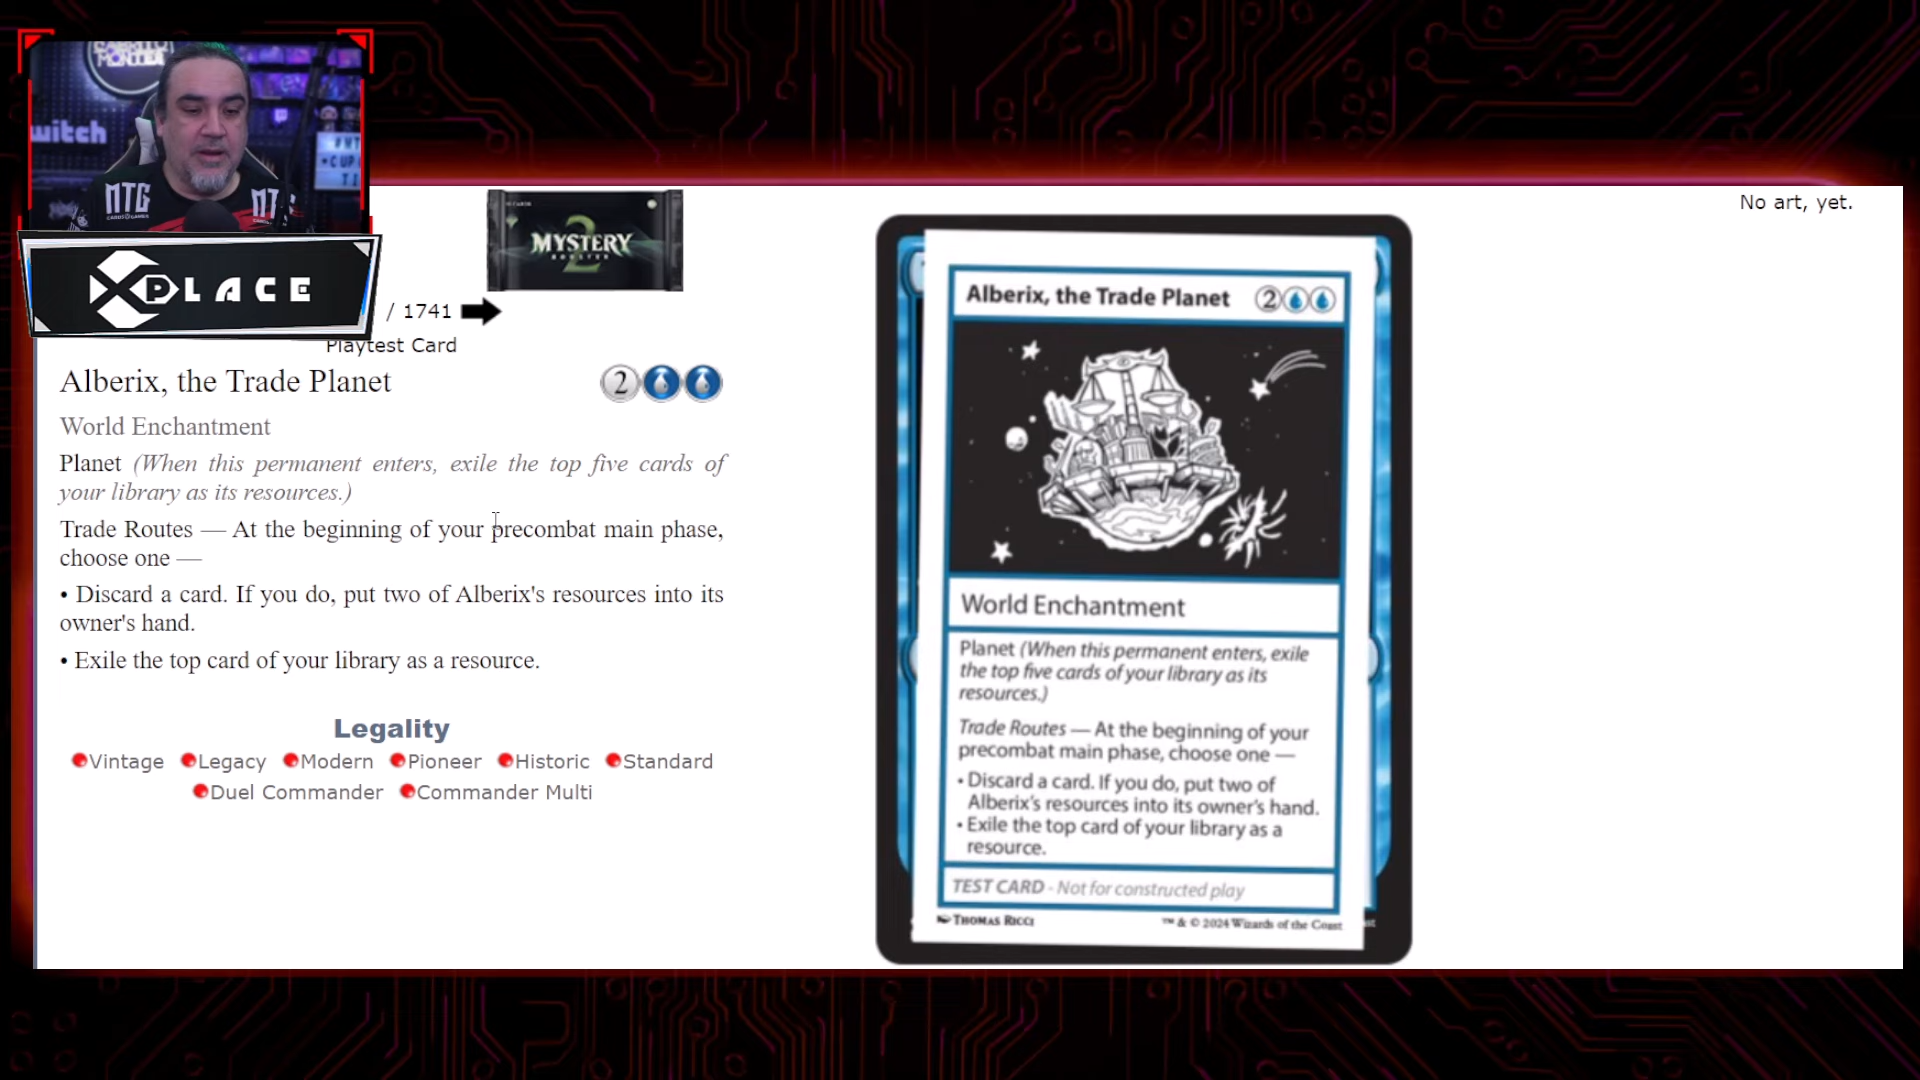 witch
MTG
CARDS & GAMES
XPLACE
MYSTERY
2
BOOSTER
No art, yet.
/ 1741
Playtest Card
Alberix, the Trade Planet 2
World Enchantment
Planet (When this permanent enters, exile the top five cards of
your library as its resources.)
Trade Routes — At the beginning of your precombat main phase,
choose one —
• Discard a card. If you do, put two of Alberix's resources into its
owner's hand.
• Exile the top card of your library as a resource.
Legality
Vintage Legacy Modern Pioneer Historic Standard
Duel Commander Commander Multi
Alberix, the Trade Planet 2
World Enchantment
Planet (When this permanent enters, exile
the top five cards of your library as its
resources.)
Trade Routes — At the beginning of your
precombat main phase, choose one —
• Discard a card. If you do, put two of
Alberix's resources into its owner's hand.
• Exile the top card of your library as a
resource.
TEST CARD - Not for constructed play
THOMAS RICCI ™ & © 2024 Wizards of the Coast